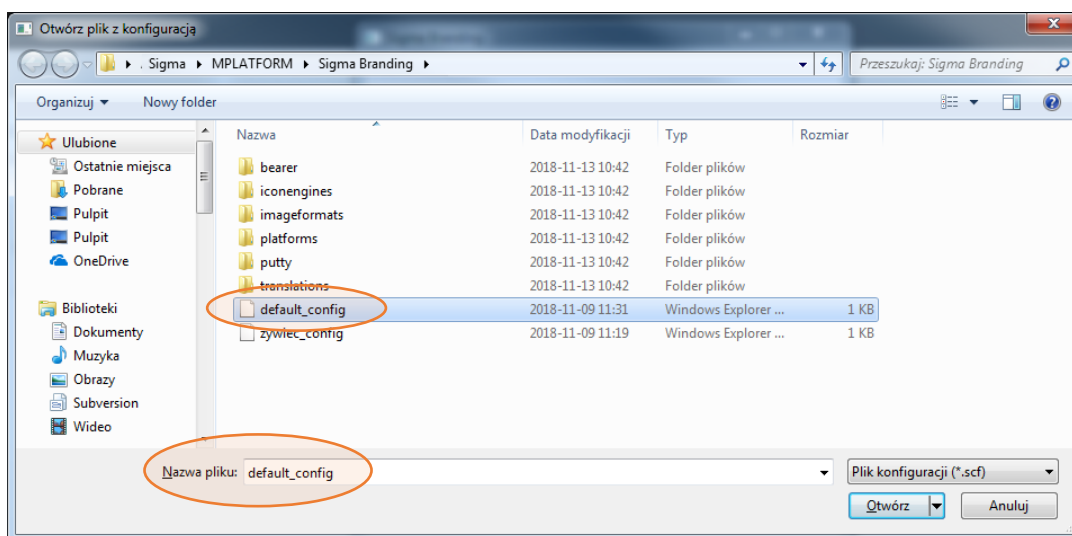 Otwórz plik z konfiguracją
. Sigma MPLATFORM Sigma Branding Przeszukaj: Sigma Branding
Organizuj Nowy folder
Ulubione
Ostatnie miejsca
Pobrane
Pulpit
Pulpit
OneDrive
Biblioteki
Dokumenty
Muzyka
Obrazy
Subversion
Wideo
Nazwa Data modyfikacji Typ Rozmiar
bearer 2018-11-13 10:42 Folder plików
iconengines 2018-11-13 10:42 Folder plików
imageformats 2018-11-13 10:42 Folder plików
platforms 2018-11-13 10:42 Folder plików
putty 2018-11-13 10:42 Folder plików
translations 2018-11-13 10:42 Folder plików
default_config 2018-11-09 11:31 Windows Explorer ... 1 KB
zywiec_config 2018-11-09 11:19 Windows Explorer ... 1 KB
Nazwa pliku: default_config Plik konfiguracji (*.scf)
Otwórz Anuluj